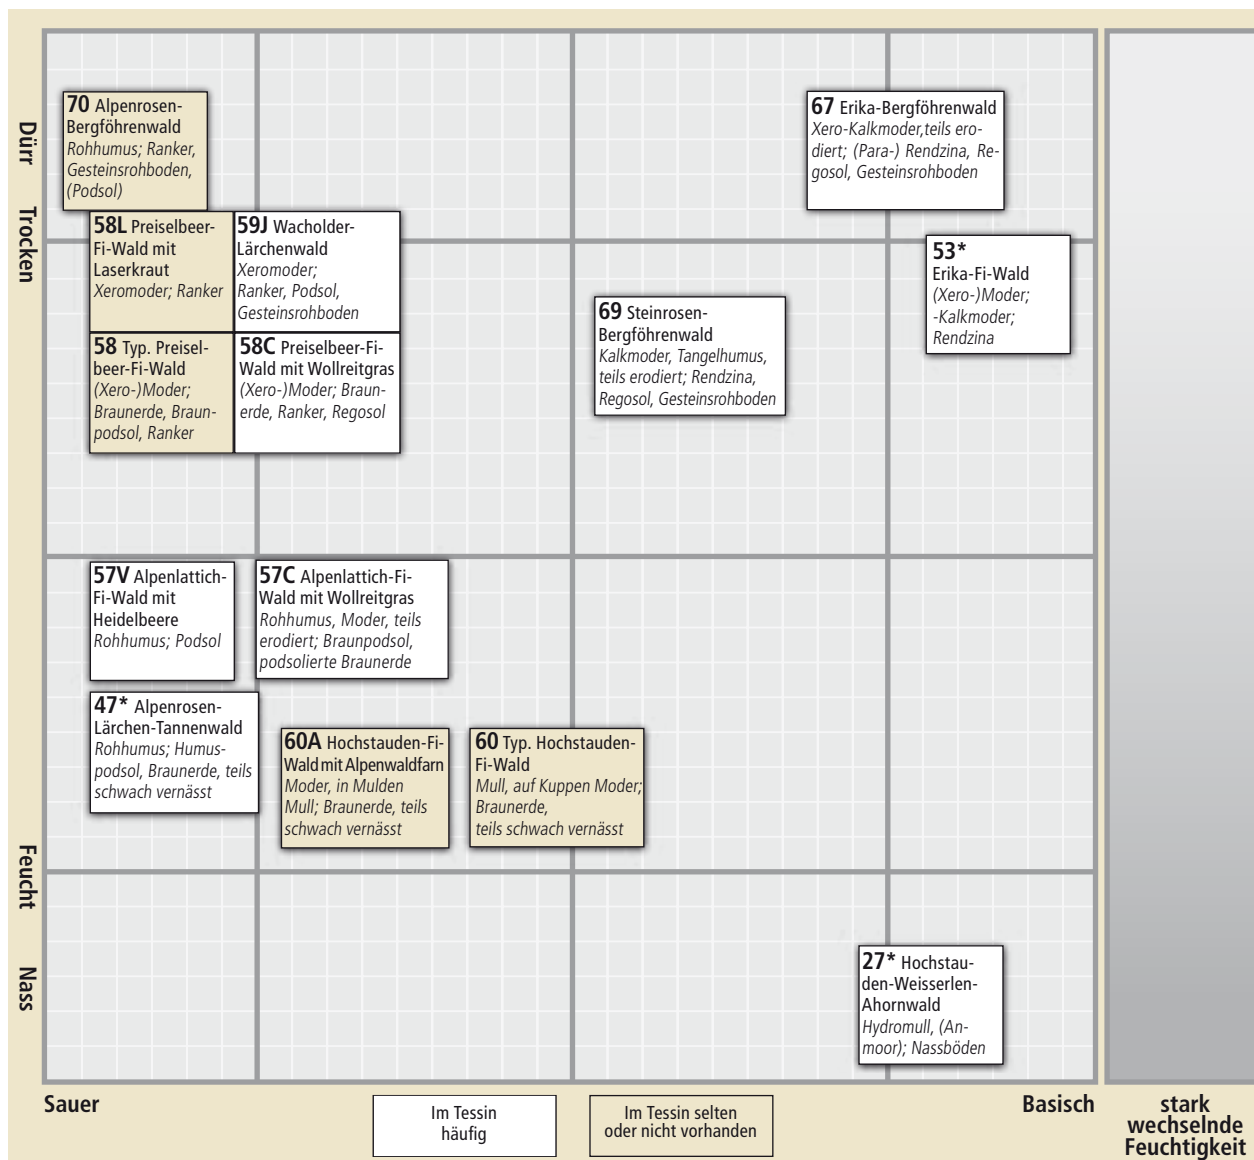 Dürr
Trocken
Feucht
Nass
70 Alpenrosen-
Bergföhrenwald
Rohhumus; Ranker,
Gesteinsrohboden,
(Podsol)
67 Erika-Bergföhrenwald
Xero-Kalkmoder,teils ero-
diert; (Para-) Rendzina, Re-
gosol, Gesteinsrohboden
58L Preiselbeer-
Fi-Wald mit
Laserkraut
Xeromoder; Ranker
59J Wacholder-
Lärchenwald
Xeromoder;
Ranker, Podsol,
Gesteinsrohboden
53*
Erika-Fi-Wald
(Xero-)Moder;
-Kalkmoder;
Rendzina
69 Steinrosen-
Bergföhrenwald
Kalkmoder, Tangelhumus,
teils erodiert; Rendzina,
Regosol, Gesteinsrohboden
58 Typ. Preisel-
beer-Fi-Wald
(Xero-)Moder;
Braunerde, Braun-
podsol, Ranker
58C Preiselbeer-Fi-
Wald mit Wollreitgras
(Xero-)Moder; Braun-
erde, Ranker, Regosol
57V Alpenlattich-
Fi-Wald mit
Heidelbeere
Rohhumus; Podsol
57C Alpenlattich-Fi-
Wald mit Wollreitgras
Rohhumus, Moder, teils
erodiert; Braunpodsol,
podsolierte Braunerde
47* Alpenrosen-
Lärchen-Tannenwald
Rohhumus; Humus-
podsol, Braunerde, teils
schwach vernässt
60A Hochstauden-Fi-
Wald mit Alpenwaldfarn
Moder, in Mulden
Mull; Braunerde, teils
schwach vernässt
60 Typ. Hochstauden-
Fi-Wald
Mull, auf Kuppen Moder;
Braunerde,
teils schwach vernässt
27* Hochstau-
den-Weisserlen-
Ahornwald
Hydromull, (An-
moor); Nassböden
Sauer
Basisch
Im Tessin
häufig
Im Tessin selten
oder nicht vorhanden
stark
wechselnde
Feuchtigkeit